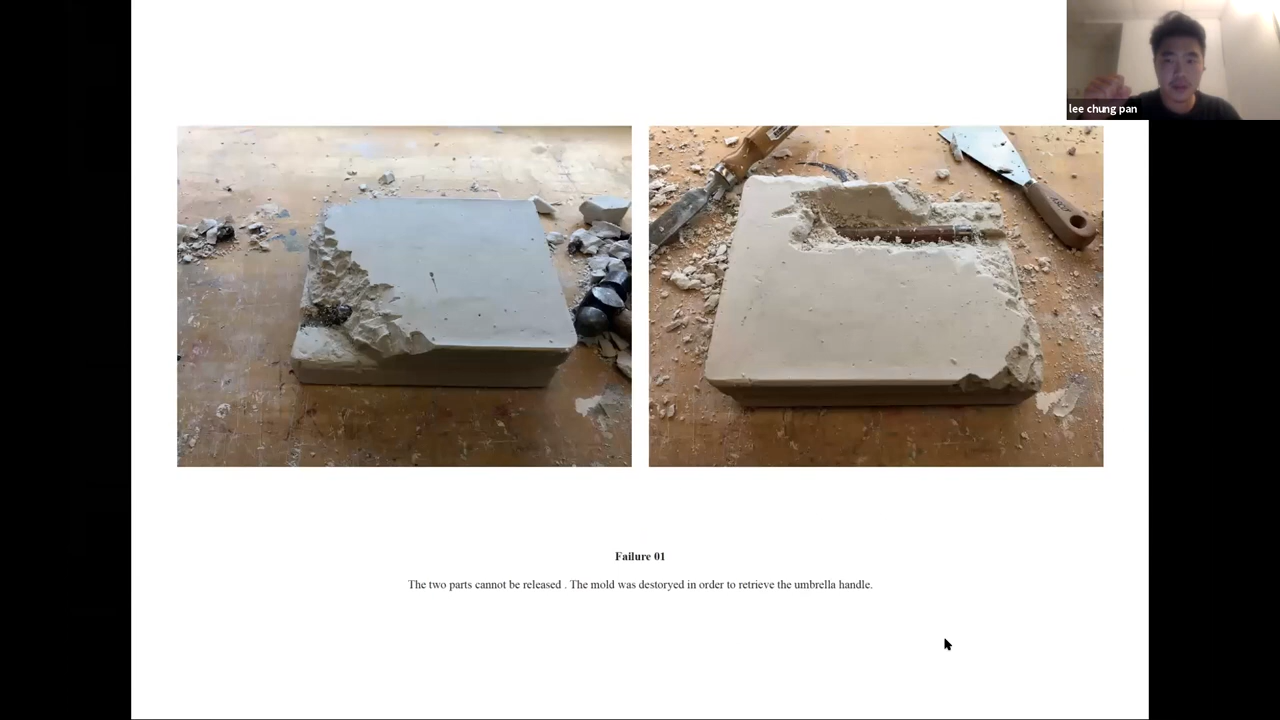 lee chung pan
Failure 01
The two parts cannot be released . The mold was destoryed in order to retrieve the umbrella handle.